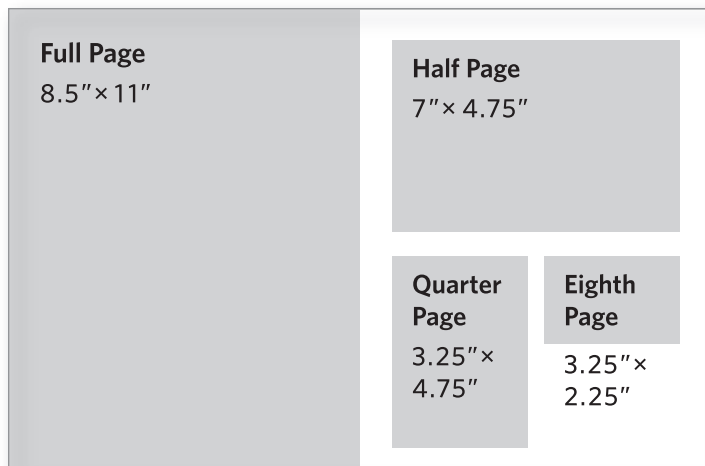 Full Page
8.5”× 11”
Half Page
7”× 4.75”
Quarter
Page
3.25”×
4.75”
Eighth
Page
3.25”×
2.25”